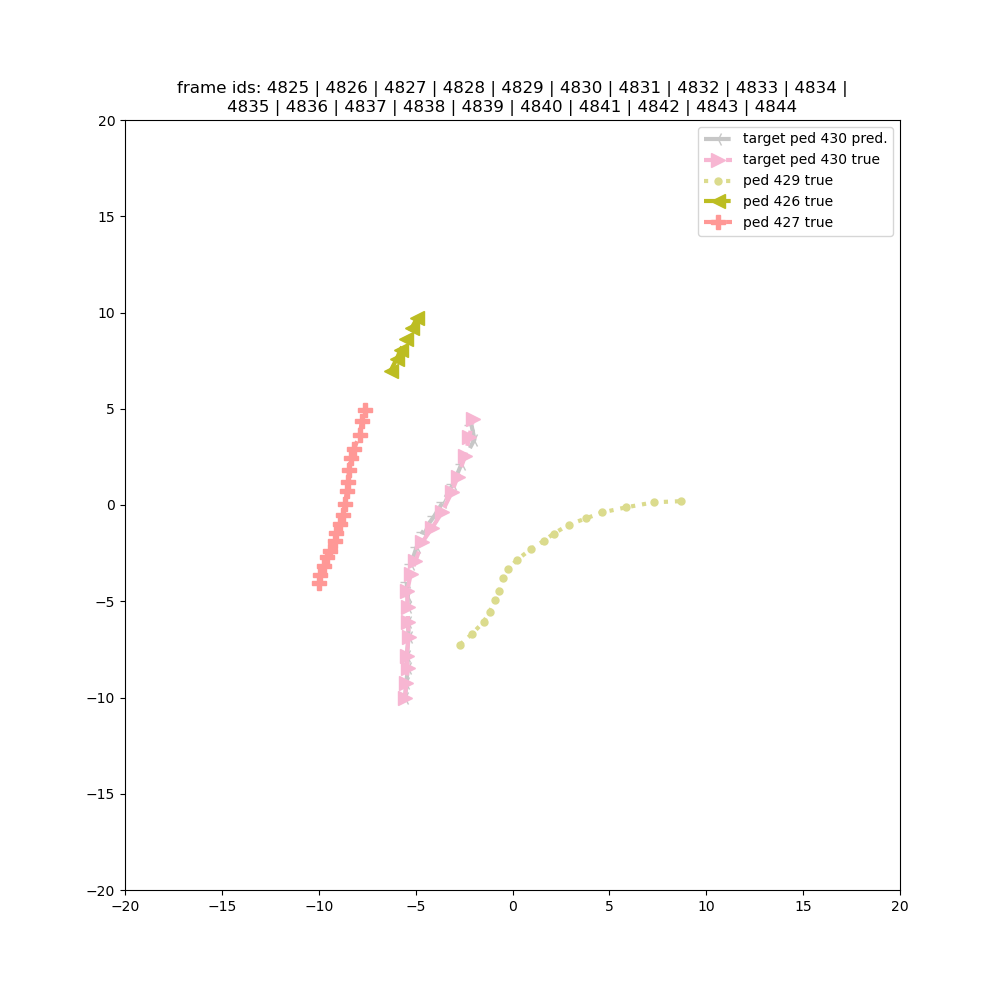 frame ids: 4825 | 4826 | 4827 | 4828 | 4829 | 4830 | 4831 | 4832 | 4833 | 4834 |
4835 | 4836 | 4837 | 4838 | 4839 | 4840 | 4841 | 4842 | 4843 | 4844
target ped 430 pred.
target ped 430 true
ped 429 true
ped 426 true
ped 427 true
20
15
10
5
0
−5
−10
−15
−20
−20 −15 −10 −5 0 5 10 15 20